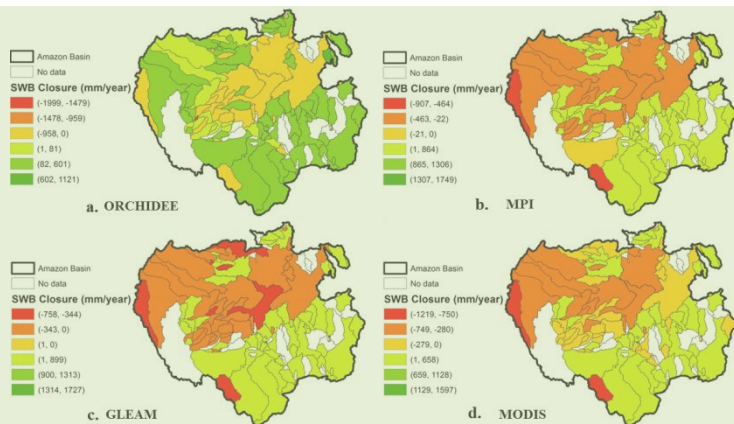 Amazon Basin
No data
SWB Closure (mm/year)
(-1999, -1479)
(-1478, -959)
(-958, 0)
(1, 81)
(82, 601)
(602, 1121)
a. ORCHIDEE
Amazon Basin
No data
SWB Closure (mm/year)
(-907, -464)
(-463, -22)
(-21, 0)
(1, 864)
(865, 1306)
(1307, 1749)
b. MPI
Amazon Basin
No data
SWB Closure (mm/year)
(-758, -344)
(-343, 0)
(1, 0)
(1, 899)
(900, 1313)
(1314, 1727)
c. GLEAM
Amazon Basin
No data
SWB Closure (mm/year)
(-1219, -750)
(-749, -280)
(-279, 0)
(1, 658)
(659, 1128)
(1129, 1597)
d. MODIS